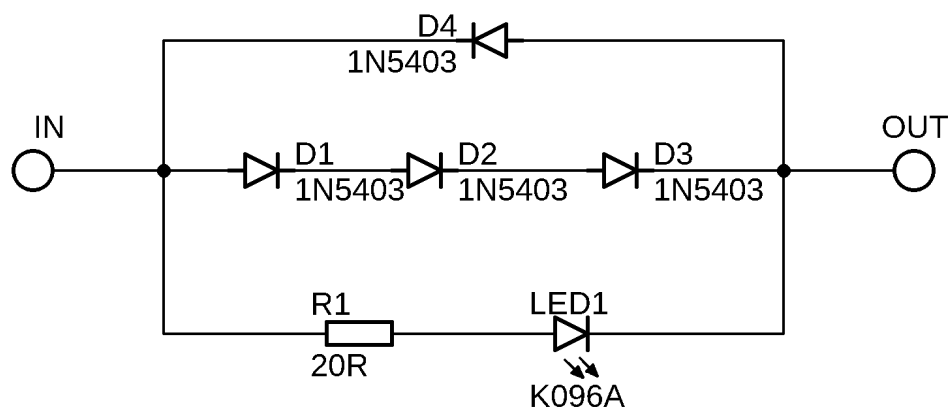 D4
1N5403
IN
OUT
D1
1N5403
D2
1N5403
D3
1N5403
R1
20R
LED1
K096A